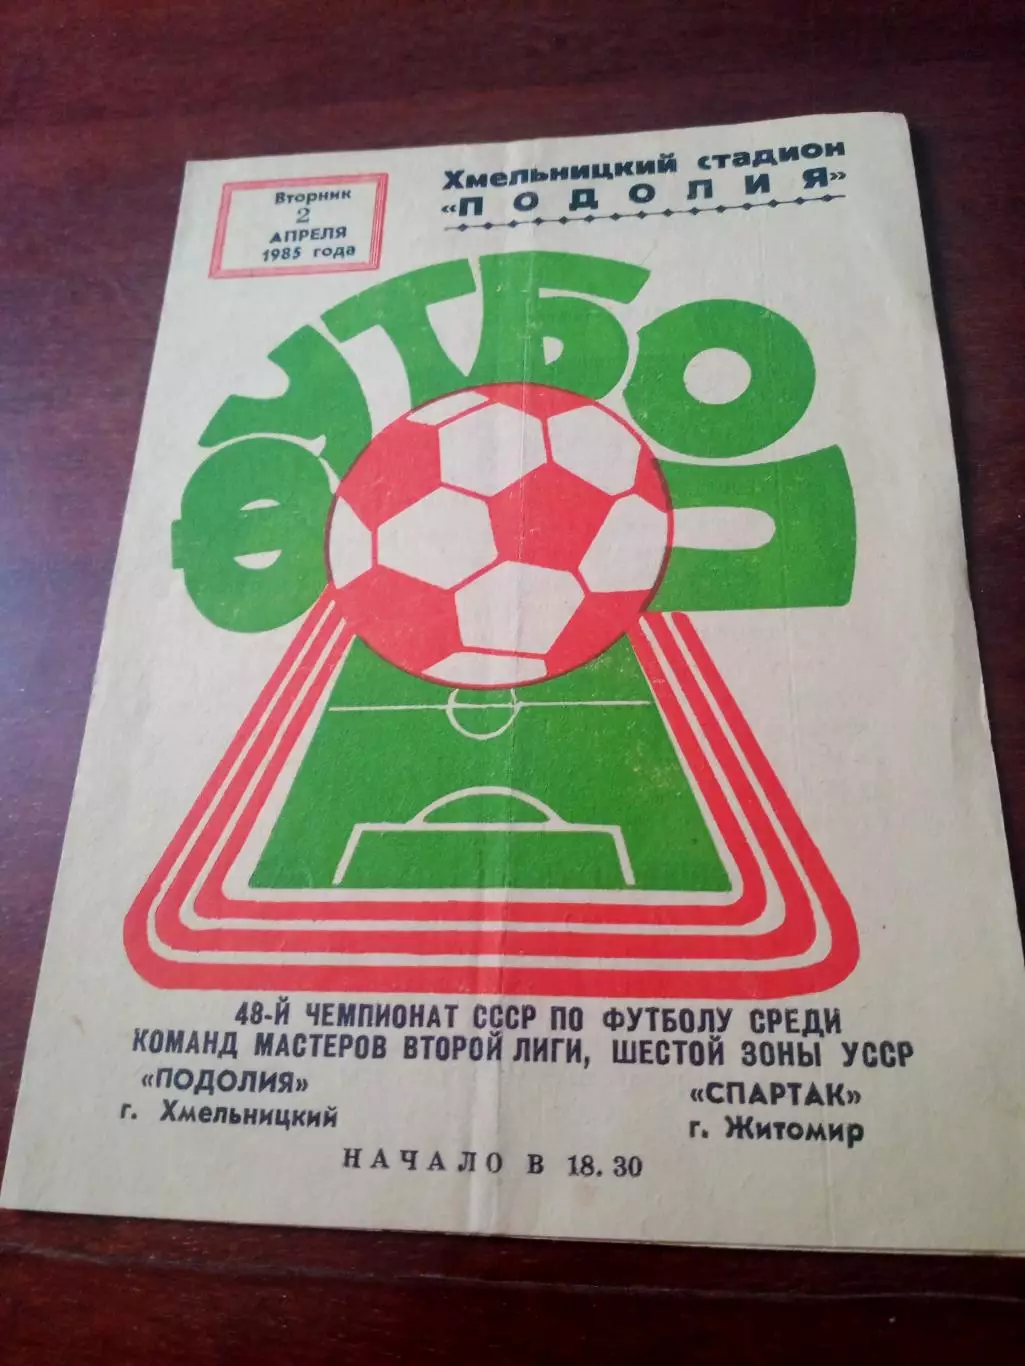 Вторник
2
АПРЕЛЯ
1985 года
Хмельницкий стадион
«ПОДОЛИЯ»
ФУТБОЛ
48-Й ЧЕМПИОНАТ СССР ПО ФУТБОЛУ СРЕДИ
КОМАНД МАСТЕРОВ ВТОРОЙ ЛИГИ, ШЕСТОЙ ЗОНЫ УССР
«ПОДОЛИЯ»
г. Хмельницкий
«СПАРТАК»
г. Житомир
НАЧАЛО В 18.30